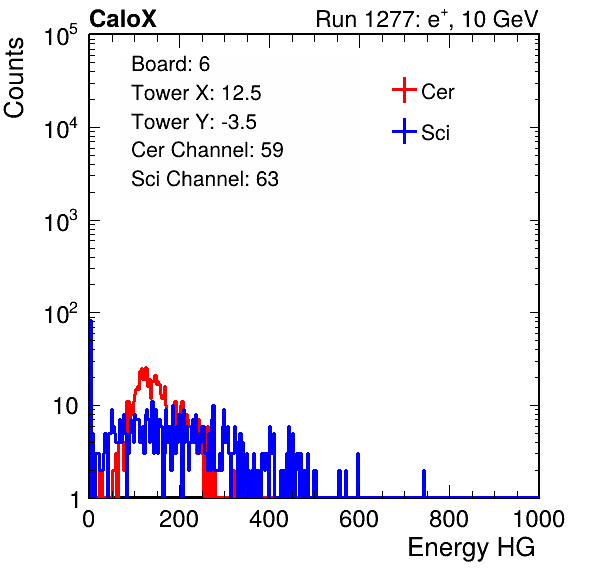 CaloX Run 1277: e⁺, 10 GeV
Counts
10⁵
10⁴
10³
10²
10
1
Board: 6
Tower X: 12.5
Tower Y: -3.5
Cer Channel: 59
Sci Channel: 63
Cer
Sci
0 200 400 600 800 1000
Energy HG